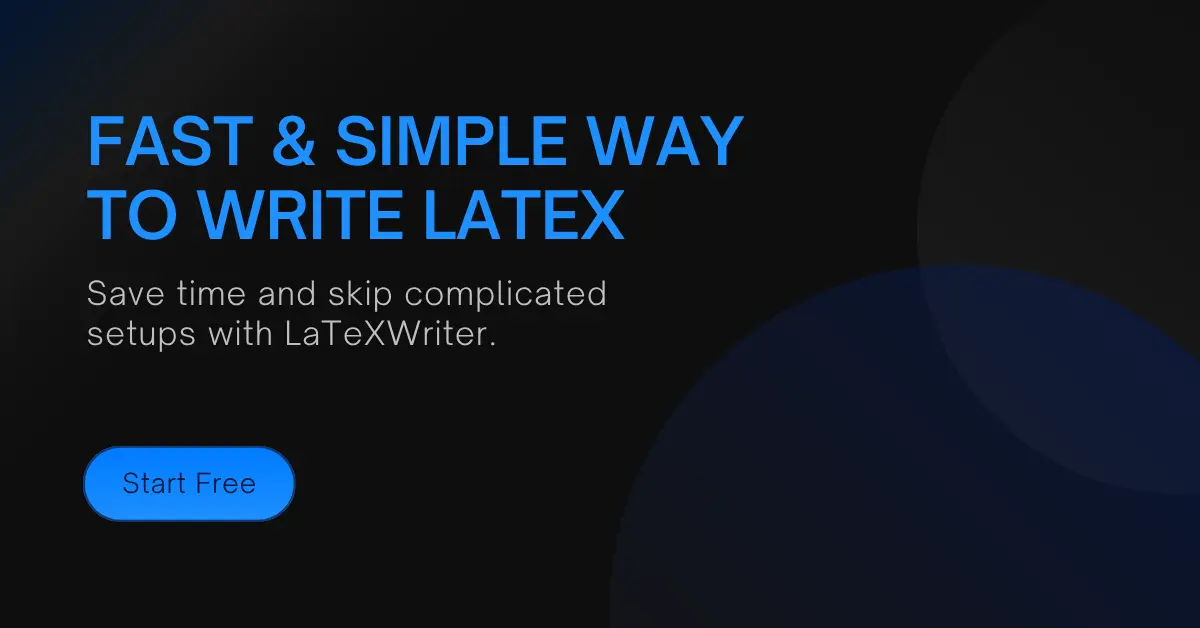 FAST & SIMPLE WAY
TO WRITE LATEX
Save time and skip complicated
setups with LaTeXWriter.
Start Free